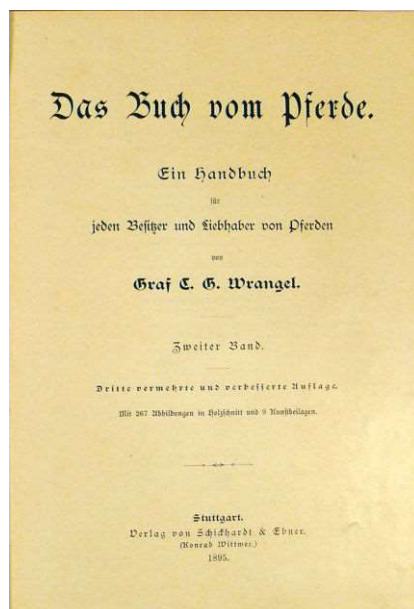 Das Buch vom Pferde.
Ein Handbuch
für
jeden Besitzer und Liebhaber von Pferden
von
Graf C. G. Wrangel.
Zweiter Band.
Dritte vermehrte und verbesserte Auflage.
Mit 267 Abbildungen in Holzschnitt und 9 Kunstbeilagen.
Stuttgart.
Verlag von Schickhardt & Ebner.
(Konrad Wittwer.)
1895.